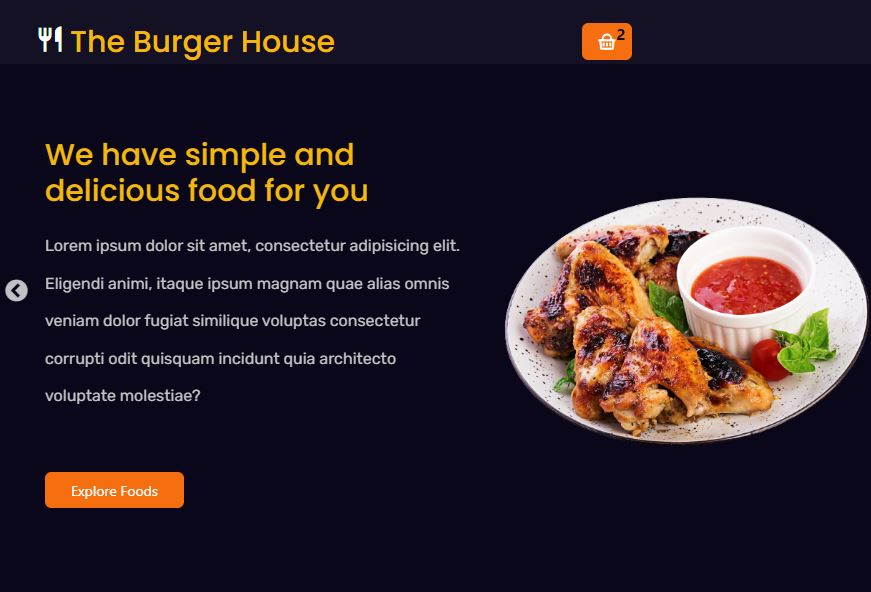 The Burger House
2
We have simple and
delicious food for you
Lorem ipsum dolor sit amet, consectetur adipisicing elit.
Eligendi animi, itaque ipsum magnam quae alias omnis
veniam dolor fugiat similique voluptas consectetur
corrupti odit quisquam incidunt quia architecto
voluptate molestiae?
Explore Foods